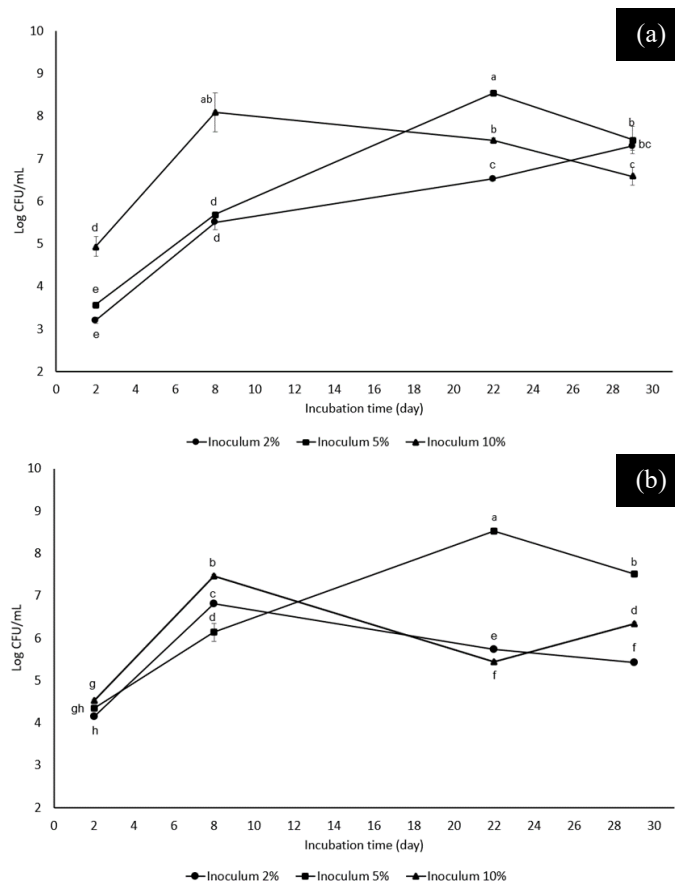 (a)
10
9
8
7
6
5
4
3
2
Log CFU/mL
a
ab
b
b
bc
c
c
d
d
d
e
e
0 2 4 6 8 10 12 14 16 18 20 22 24 26 28 30
Incubation time (day)
Inoculum 2% Inoculum 5% Inoculum 10%
(b)
10
9
8
7
6
5
4
3
2
Log CFU/mL
a
b
b
c
d
d
e
f
f
g
gh
h
0 2 4 6 8 10 12 14 16 18 20 22 24 26 28 30
Incubation time (day)
Inoculum 2% Inoculum 5% Inoculum 10%